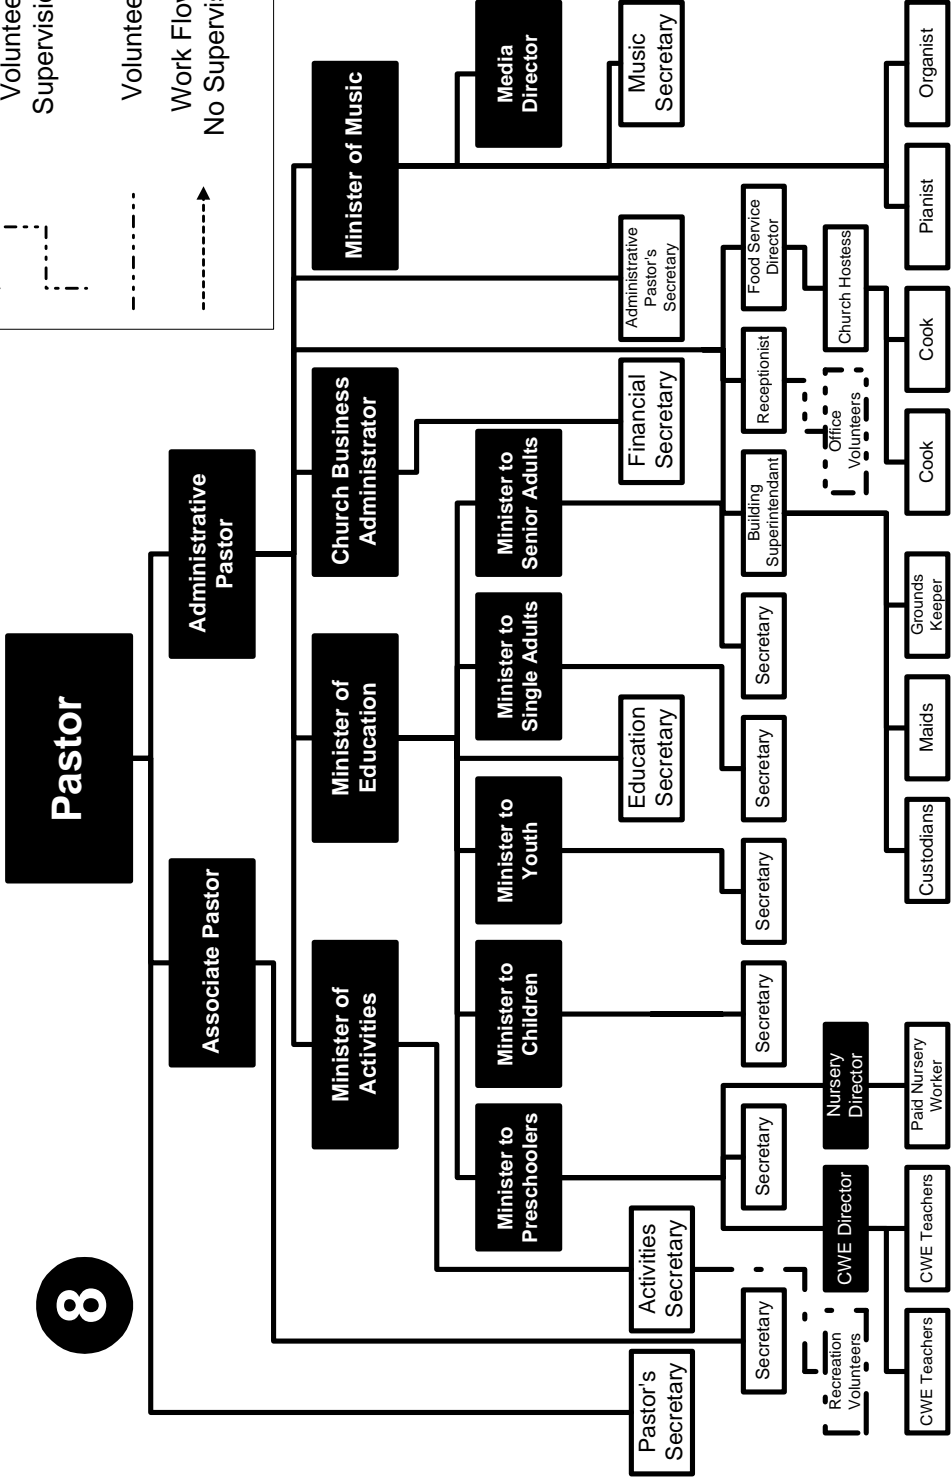 8
Voluntee
Supervisio
Voluntee
Work Flow
No Supervis
Pastor
Associate Pastor
Administrative
Pastor
Minister of
Activities
Minister of
Education
Church Business
Administrator
Minister of Music
Minister to
Preschoolers
Minister to
Children
Minister to
Youth
Minister to
Single Adults
Minister to
Senior Adults
Media
Director
Pastor's
Secretary
Activities
Secretary
Education
Secretary
Financial
Secretary
Administrative
Pastor's
Secretary
Music
Secretary
Secretary
Secretary
Secretary
Secretary
Secretary
Secretary
Building
Superintendant
Receptionist
Food Service
Director
Recreation
Volunteers
CWE Director
Nursery
Director
Office
Volunteers
Church Hostess
CWE Teachers
CWE Teachers
Paid Nursery
Worker
Custodians
Maids
Grounds
Keeper
Cook
Cook
Pianist
Organist